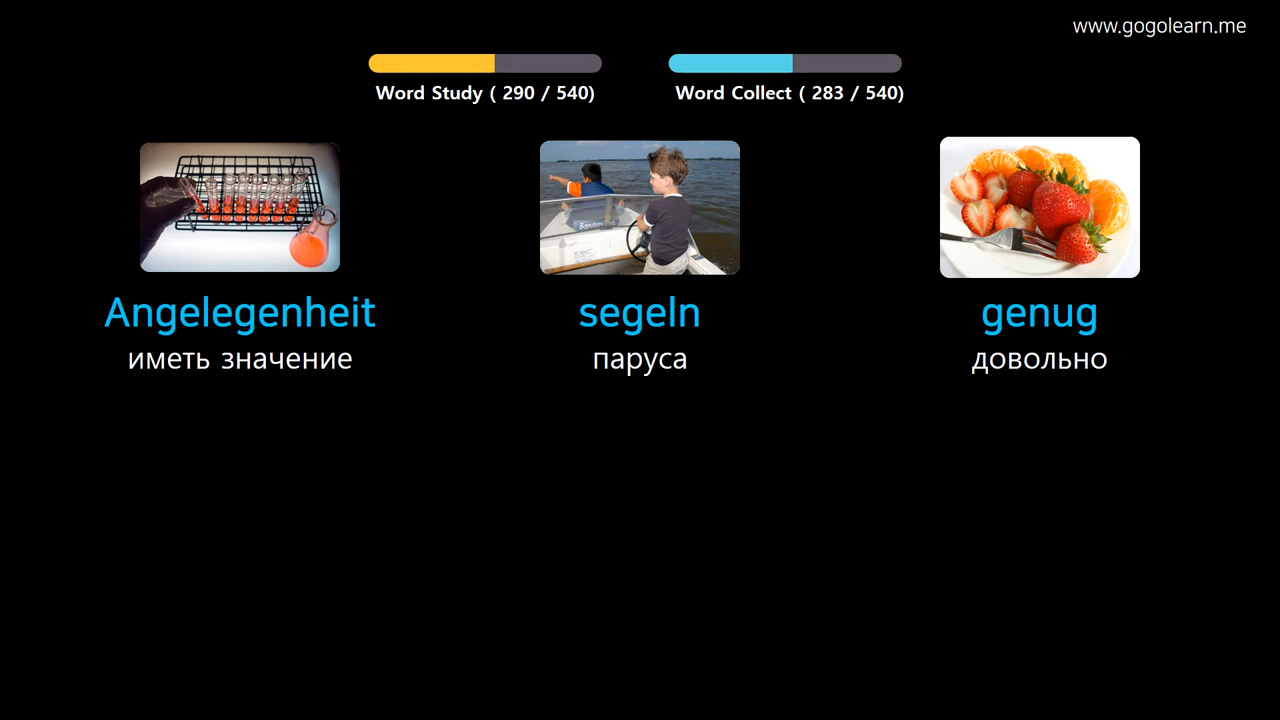 www.gogolearn.me
Word Study ( 290 / 540)
Word Collect ( 283 / 540)
Angelegenheit
иметь значение
segeln
паруса
genug
довольно